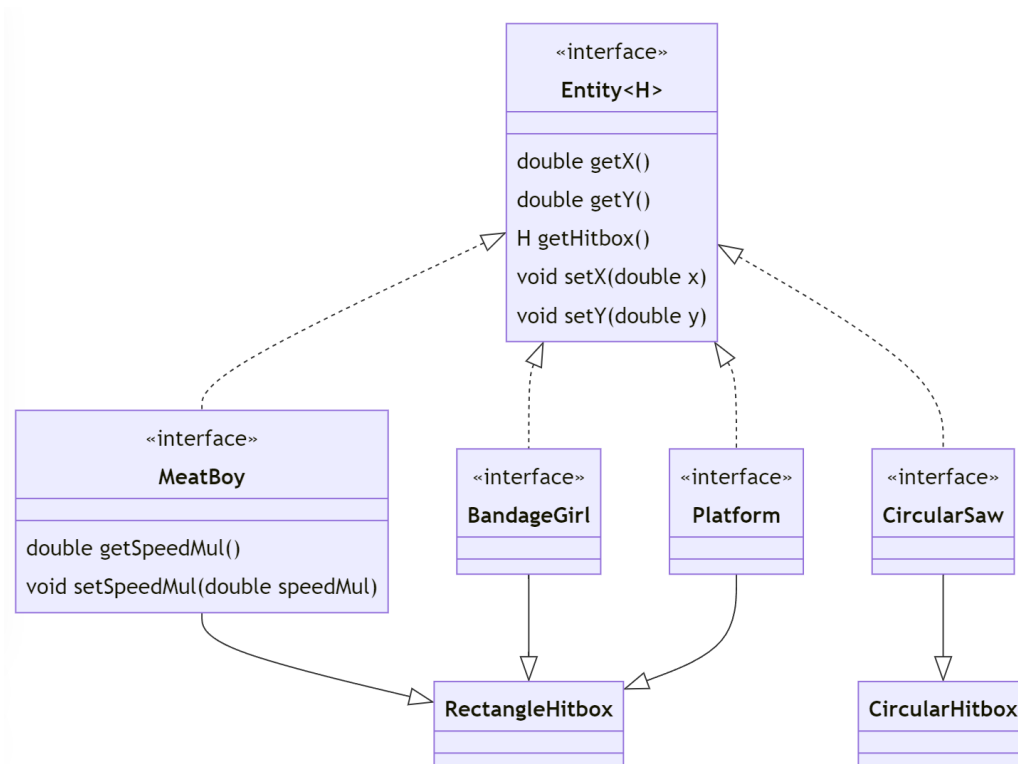 «interface»
Entity<H>
double getX()
double getY()
H getHitbox()
void setX(double x)
void setY(double y)
«interface»
MeatBoy
double getSpeedMul()
void setSpeedMul(double speedMul)
«interface»
BandageGirl
«interface»
Platform
«interface»
CircularSaw
RectangleHitbox
CircularHitbox